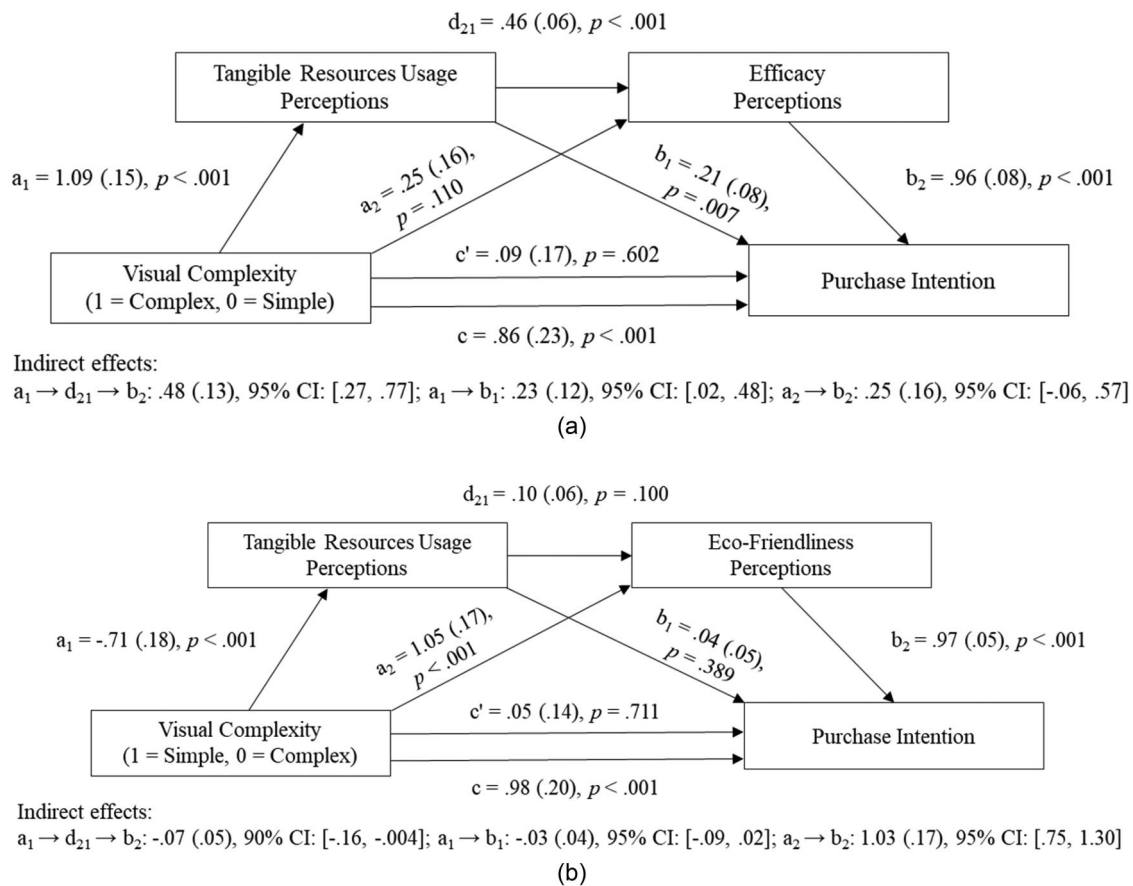 d21 = .46 (.06), p < .001
Tangible Resources Usage
Perceptions
Efficacy
Perceptions
a1 = 1.09 (.15), p < .001
a2 = .25 (.16),
p = .110
b1 = .21 (.08),
p = .007
b2 = .96 (.08), p < .001
Visual Complexity
(1 = Complex, 0 = Simple)
c' = .09 (.17), p = .602
Purchase Intention
c = .86 (.23), p < .001
Indirect effects:
a1 → d21 → b2: .48 (.13), 95% CI: [.27, .77]; a1 → b1: .23 (.12), 95% CI: [.02, .48]; a2 → b2: .25 (.16), 95% CI: [-.06, .57]
(a)
d21 = .10 (.06), p = .100
Tangible Resources Usage
Perceptions
Eco-Friendliness
Perceptions
a1 = -.71 (.18), p < .001
a2 = 1.05 (.17),
p < .001
b1 = .04 (.05),
p = .389
b2 = .97 (.05), p < .001
Visual Complexity
(1 = Simple, 0 = Complex)
c' = .05 (.14), p = .711
Purchase Intention
c = .98 (.20), p < .001
Indirect effects:
a1 → d21 → b2: -.07 (.05), 90% CI: [-.16, -.004]; a1 → b1: -.03 (.04), 95% CI: [-.09, .02]; a2 → b2: 1.03 (.17), 95% CI: [.75, 1.30]
(b)